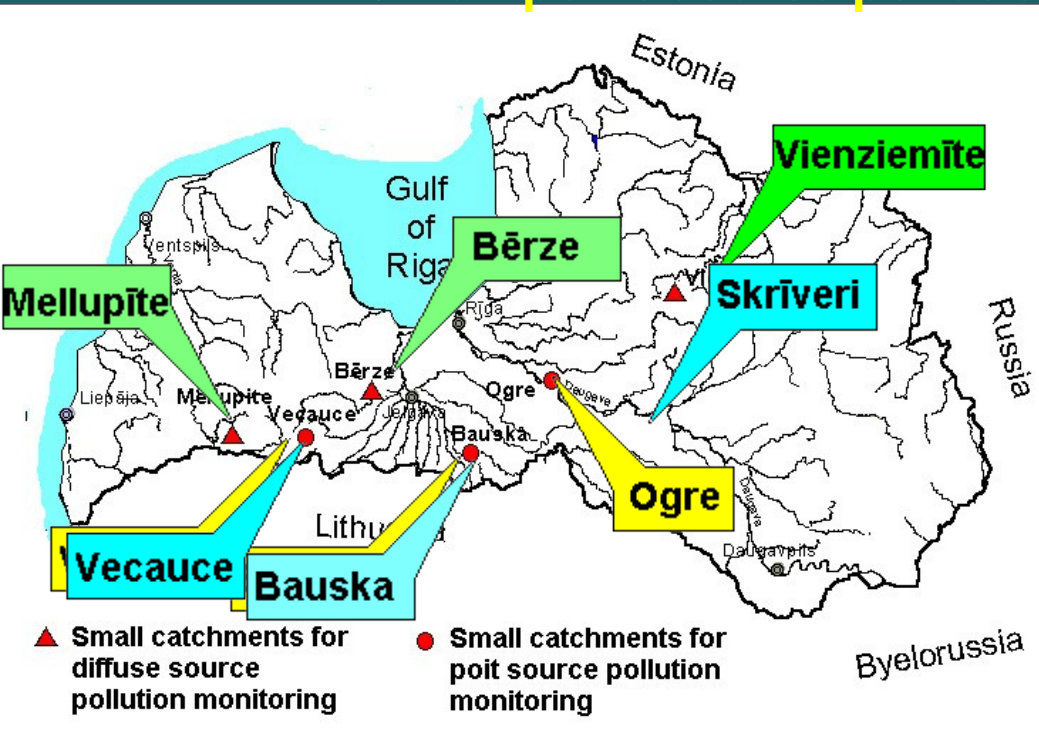 Estonia
Vienziemīte
Gulf
of
Riga
Bērze
Skrīveri
Mellupīte
Ventspils
Rīga
Russia
Bērze
Liepāja
Mellupite
Vecauce
Jelgava
Ogre
Daugava
Bauska
Ogre
Daugava
Lithuania
Daugavpils
Vecauce
Bauska
Byelorussia
Small catchments for
diffuse source
pollution monitoring
Small catchments for
poit source pollution
monitoring